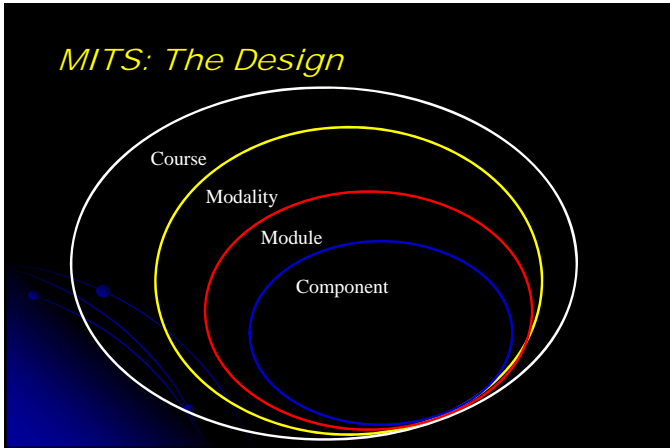 MITS: The Design
Course
Modality
Module
Component